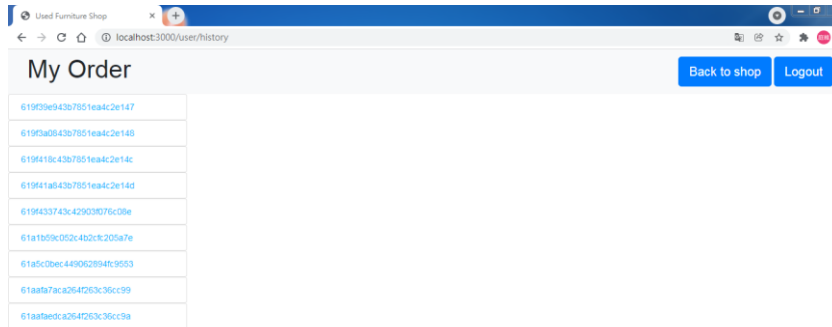 Used Furniture Shop
localhost:3000/user/history
My Order
Back to shop
Logout
619f39e943b7851ea4c2e147
619f3a0843b7851ea4c2e148
619f418c43b7851ea4c2e14c
619f41a843b7851ea4c2e14d
619f433743c42903f076c08e
61a1b59c052c4b2cfc205a7e
61a5c0bec449062894fc9553
61aafa7aca264f263c36cc99
61aafaedca264f263c36cc9a